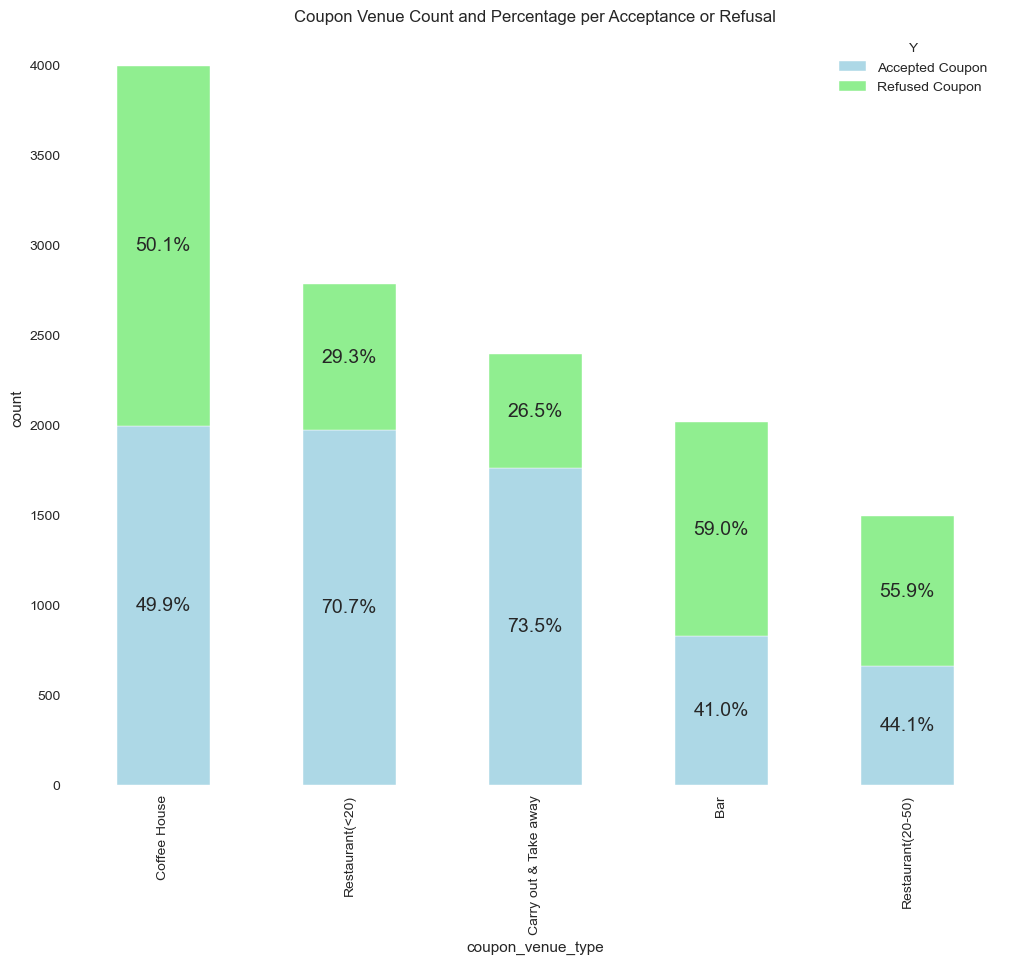 Coupon Venue Count and Percentage per Acceptance or Refusal
Y
Accepted Coupon
Refused Coupon
count
4000
3500
3000
2500
2000
1500
1000
500
0
50.1%
49.9%
29.3%
70.7%
26.5%
73.5%
59.0%
41.0%
55.9%
44.1%
Coffee House
Restaurant(<20)
Carry out & Take away
Bar
Restaurant(20-50)
coupon_venue_type